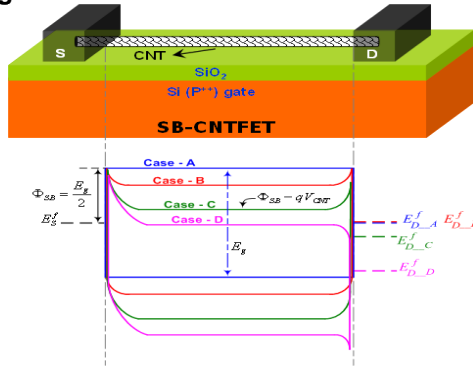 S
D
CNT
SiO₂
Si (P⁺⁺) gate
SB-CNTFET
Case - A
Case - B
Φ_SB = E_g/2
Φ_SB − qV_CNT
Case - C
E_S^f
Case - D
E_D_A^f
E_D_C^f
E_g
E_D_D^f